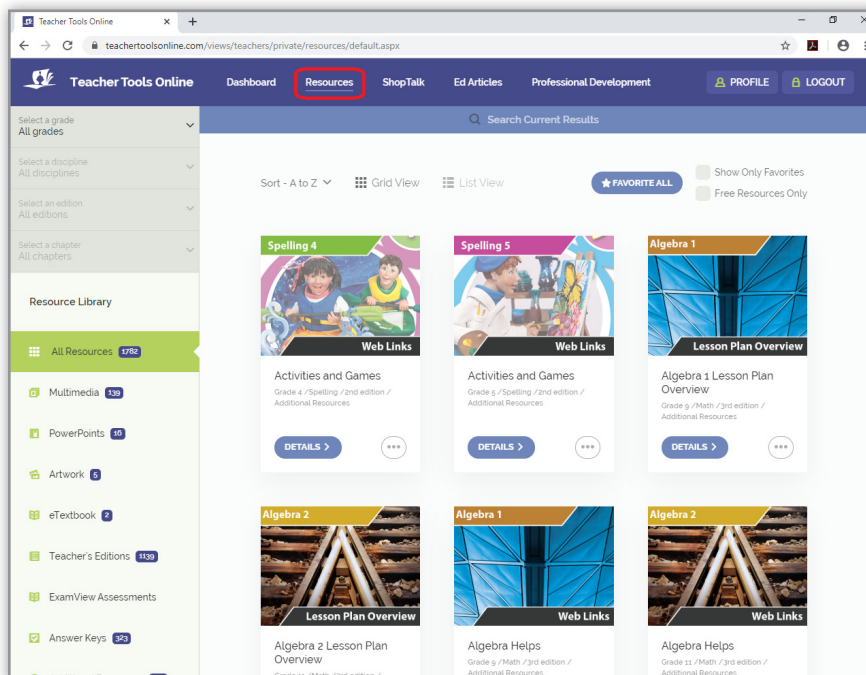 Teacher Tools Online
teachertoolsonline.com/views/teachers/private/resources/default.aspx
Teacher Tools Online
Dashboard
Resources
ShopTalk
Ed Articles
Professional Development
PROFILE
LOGOUT
Select a grade
All grades
Search Current Results
Select a discipline
All disciplines
Select an edition
All editions
Select a chapter
All chapters
Sort - A to Z
Grid View
List View
FAVORITE ALL
Show Only Favorites
Free Resources Only
Resource Library
All Resources 1782
Multimedia 139
PowerPoints 16
Artwork 5
eTextbook 2
Teacher's Editions 1139
ExamView Assessments
Answer Keys 323
Spelling 4
Web Links
Activities and Games
Grade 4 /Spelling /2nd edition /
Additional Resources
DETAILS >
Spelling 5
Web Links
Activities and Games
Grade 5 /Spelling /2nd edition /
Additional Resources
DETAILS >
Algebra 1
Lesson Plan Overview
Algebra 1 Lesson Plan
Overview
Grade 9 /Math /3rd edition /
Additional Resources
DETAILS >
Algebra 2
Lesson Plan Overview
Algebra 2 Lesson Plan
Overview
Algebra 1
Web Links
Algebra Helps
Grade 9 /Math /3rd edition /
Additional Resources
Algebra 2
Web Links
Algebra Helps
Grade 11 /Math /3rd edition /
Additional Resources